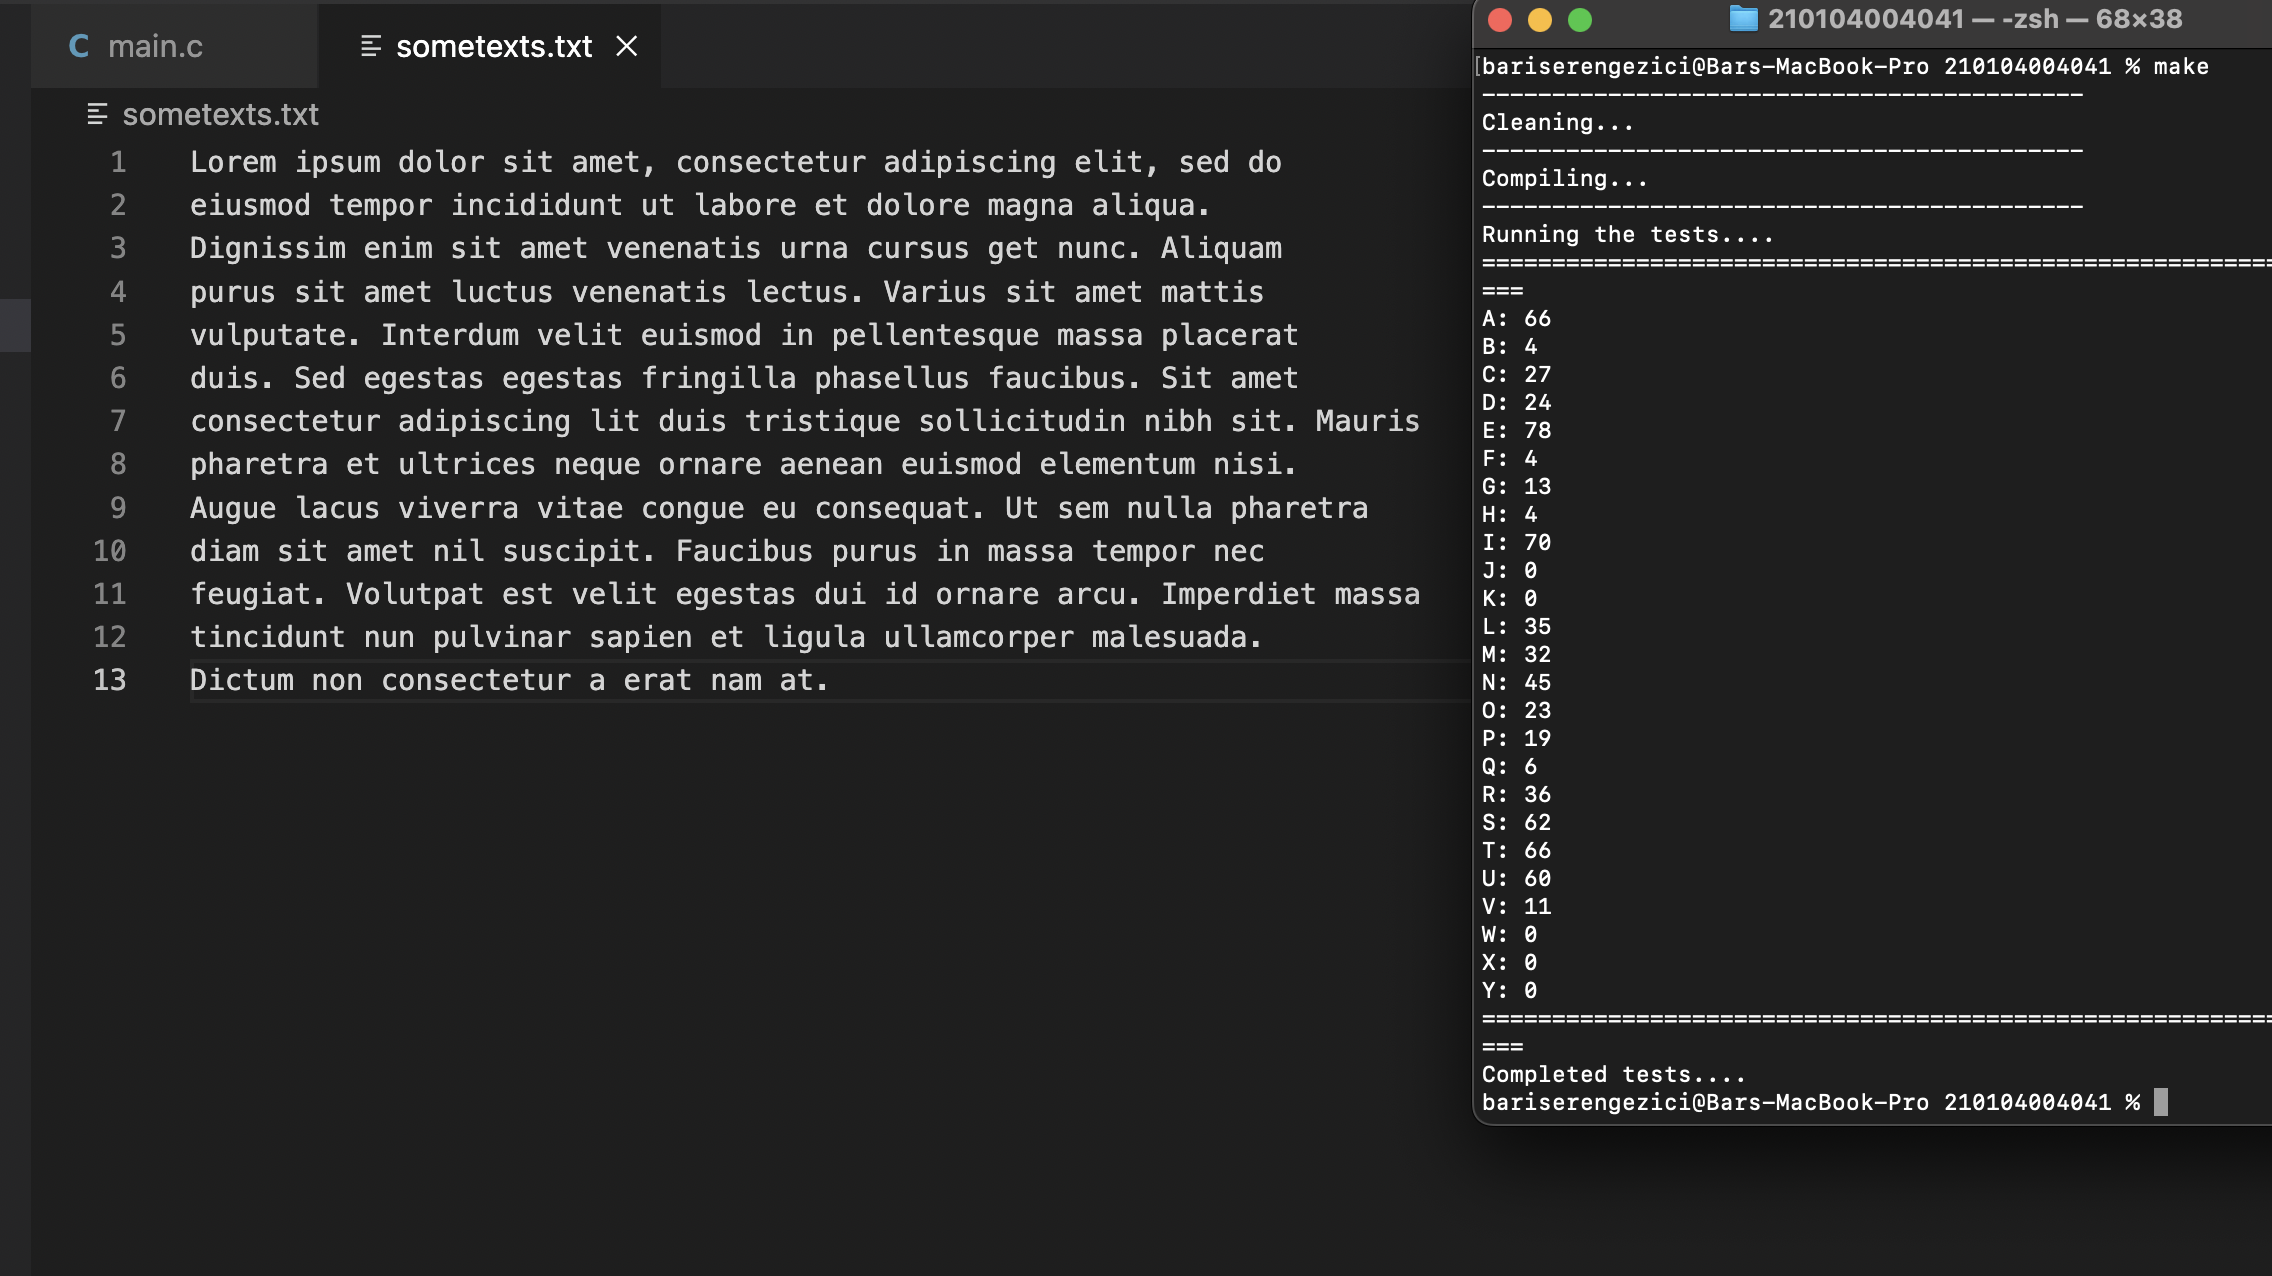 main.c
sometexts.txt
sometexts.txt
1 Lorem ipsum dolor sit amet, consectetur adipiscing elit, sed do
2 eiusmod tempor incididunt ut labore et dolore magna aliqua.
3 Dignissim enim sit amet venenatis urna cursus get nunc. Aliquam
4 purus sit amet luctus venenatis lectus. Varius sit amet mattis
5 vulputate. Interdum velit euismod in pellentesque massa placerat
6 duis. Sed egestas egestas fringilla phasellus faucibus. Sit amet
7 consectetur adipiscing lit duis tristique sollicitudin nibh sit. Mauris
8 pharetra et ultrices neque ornare aenean euismod elementum nisi.
9 Augue lacus viverra vitae congue eu consequat. Ut sem nulla pharetra
10 diam sit amet nil suscipit. Faucibus purus in massa tempor nec
11 feugiat. Volutpat est velit egestas dui id ornare arcu. Imperdiet massa
12 tincidunt nun pulvinar sapien et ligula ullamcorper malesuada.
13 Dictum non consectetur a erat nam at.
210104004041 — -zsh — 68×38
[bariserengezici@Bars-MacBook-Pro 210104004041 % make
-------------------------------------------
Cleaning...
-------------------------------------------
Compiling...
-------------------------------------------
Running the tests....
=========================================================
===
A: 66
B: 4
C: 27
D: 24
E: 78
F: 4
G: 13
H: 4
I: 70
J: 0
K: 0
L: 35
M: 32
N: 45
O: 23
P: 19
Q: 6
R: 36
S: 62
T: 66
U: 60
V: 11
W: 0
X: 0
Y: 0
=========================================================
===
Completed tests....
bariserengezici@Bars-MacBook-Pro 210104004041 %